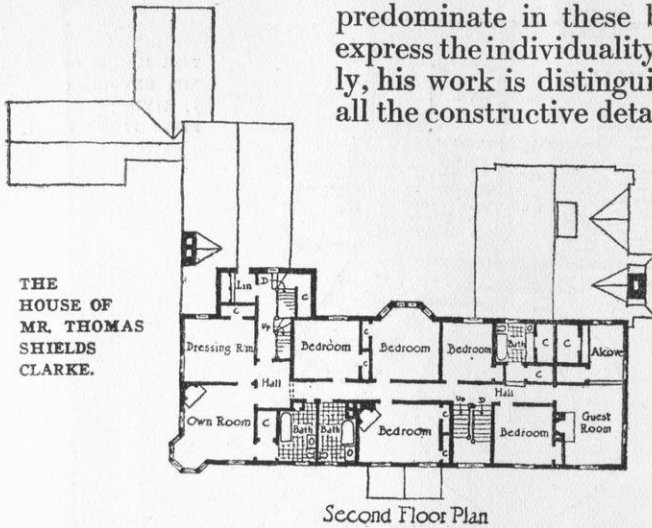 predominate in these b
express the individuality
ly, his work is distingui
all the constructive deta
THE
HOUSE OF
MR. THOMAS
SHIELDS
CLARKE.
Lin
D
C
C
Up
Dressing R'm
Bedroom
C
C
Bedroom
Bedroom
Bath
C
C
Alcove
C
Hall
Hall
Own Room
C
Bath
Bath
Bedroom
C
C
Up
D
Bedroom
Guest
Room
Second Floor Plan